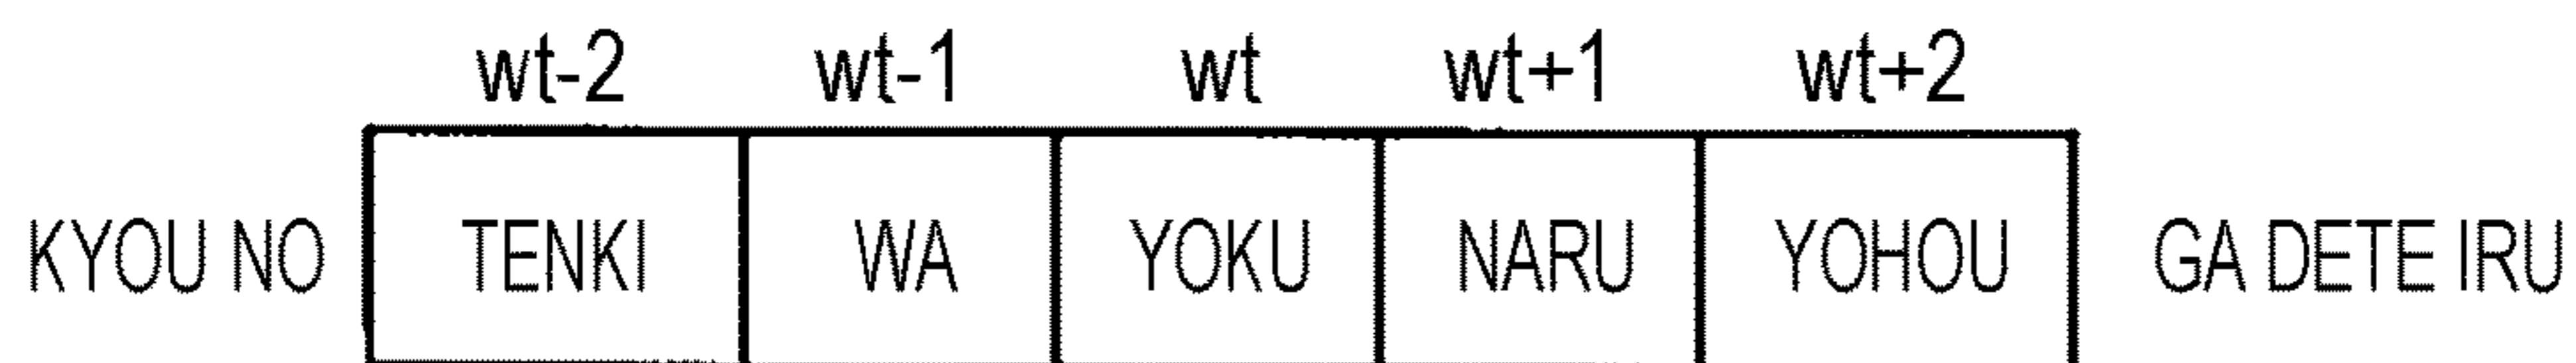 wt-2 wt-1 wt wt+1 wt+2
KYOU NO TENKI WA YOKU NARU YOHOU GA DETE IRU